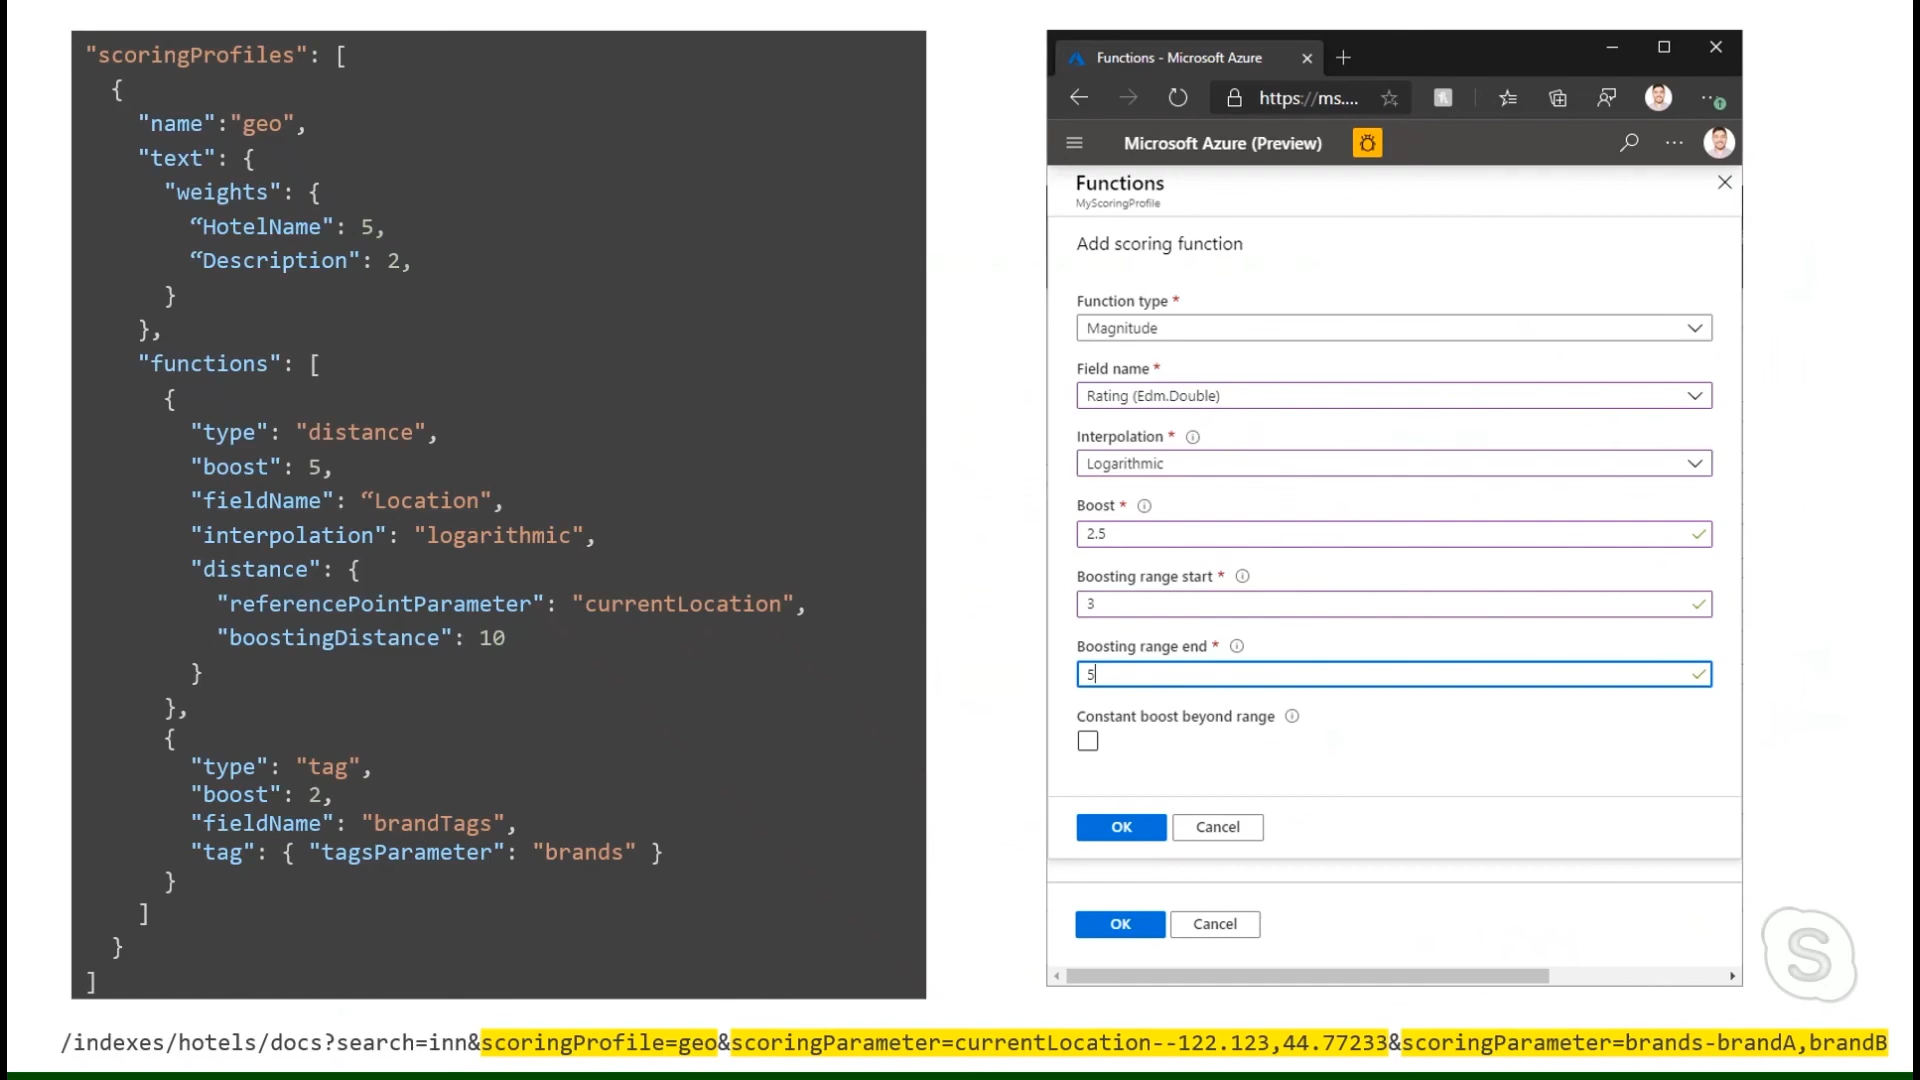 "scoringProfiles": [
{
"name":"geo",
"text": {
"weights": {
“HotelName": 5,
“Description": 2,
}
},
"functions": [
{
"type": "distance",
"boost": 5,
"fieldName": “Location",
"interpolation": "logarithmic",
"distance": {
"referencePointParameter": "currentLocation",
"boostingDistance": 10
}
},
{
"type": "tag",
"boost": 2,
"fieldName": "brandTags",
"tag": { "tagsParameter": "brands" }
}
]
}
]
Functions - Microsoft Azure
https://ms....
Microsoft Azure (Preview)
Functions
MyScoringProfile
Add scoring function
Function type *
Magnitude
Field name *
Rating (Edm.Double)
Interpolation *
Logarithmic
Boost *
2.5
Boosting range start *
3
Boosting range end *
5
Constant boost beyond range
OK Cancel
OK Cancel
/indexes/hotels/docs?search=inn&scoringProfile=geo&scoringParameter=currentLocation--122.123,44.77233&scoringParameter=brands-brandA,brandB